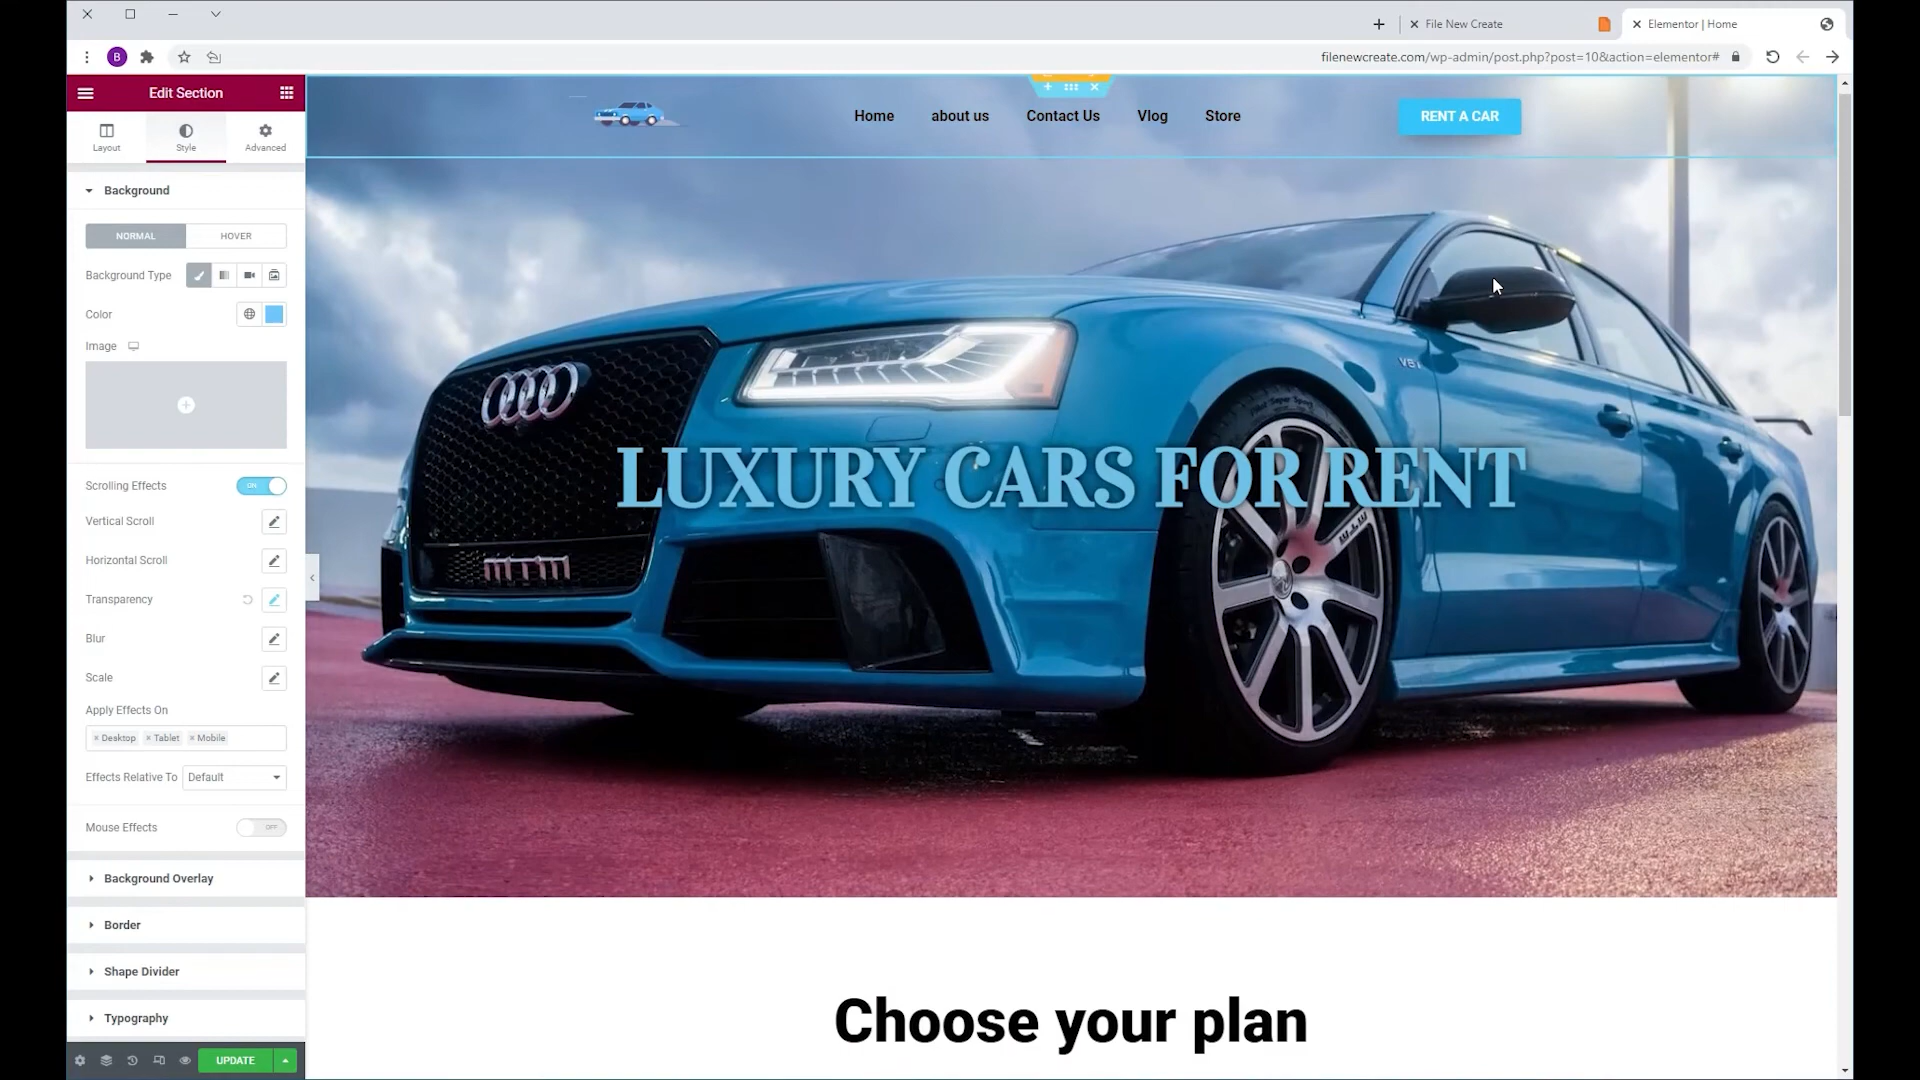 File New Create
Elementor | Home
B
filenewcreate.com/wp-admin/post.php?post=10&action=elementor#
Edit Section
Layout
Style
Advanced
Background
NORMAL
HOVER
Background Type
Color
Image
Scrolling Effects
ON
Vertical Scroll
Horizontal Scroll
Transparency
Blur
Scale
Apply Effects On
× Desktop × Tablet × Mobile
Effects Relative To
Default
Mouse Effects
OFF
Background Overlay
Border
Shape Divider
Typography
UPDATE
Home
about us
Contact Us
Vlog
Store
RENT A CAR
LUXURY CARS FOR RENT
mtm
Choose your plan